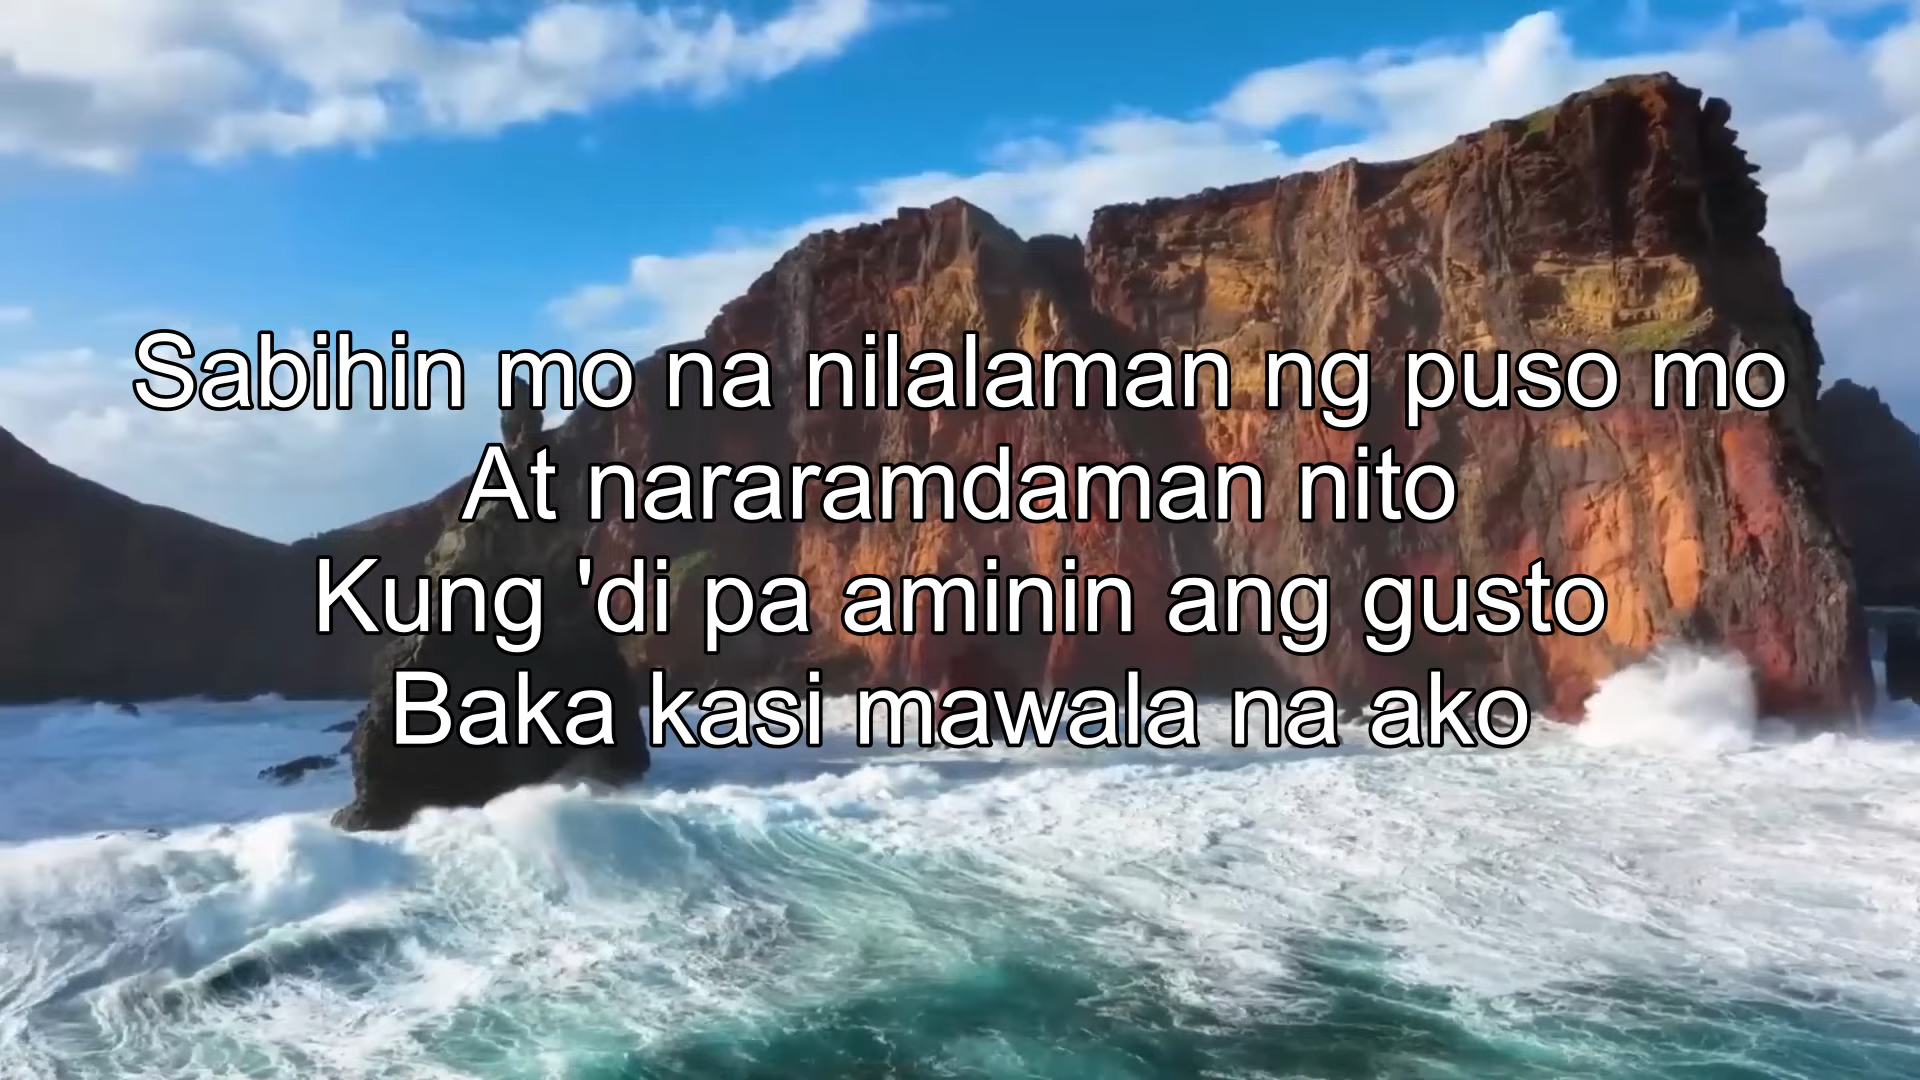 Sabihin mo na nilalaman ng puso mo
At nararamdaman nito
Kung 'di pa aminin ang gusto
Baka kasi mawala na ako